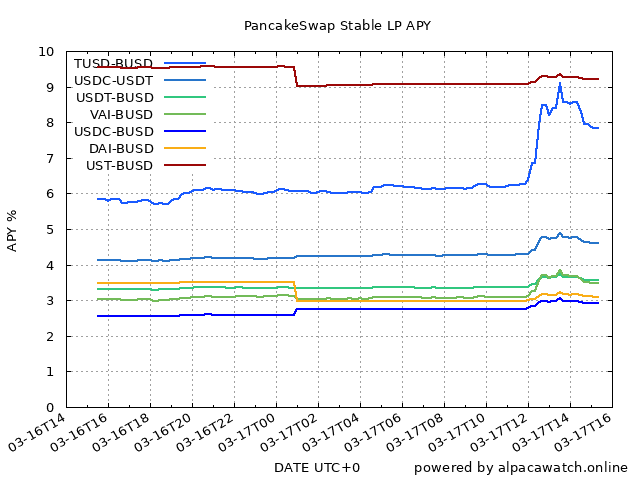 PancakeSwap Stable LP APY
10
9
8
7
6
5
4
3
2
1
0
APY %
TUSD-BUSD
USDC-USDT
USDT-BUSD
VAI-BUSD
USDC-BUSD
DAI-BUSD
UST-BUSD
03-16T14
03-16T16
03-16T18
03-16T20
03-16T22
03-17T00
03-17T02
03-17T04
03-17T06
03-17T08
03-17T10
03-17T12
03-17T14
03-17T16
DATE UTC+0
powered by alpacawatch.online